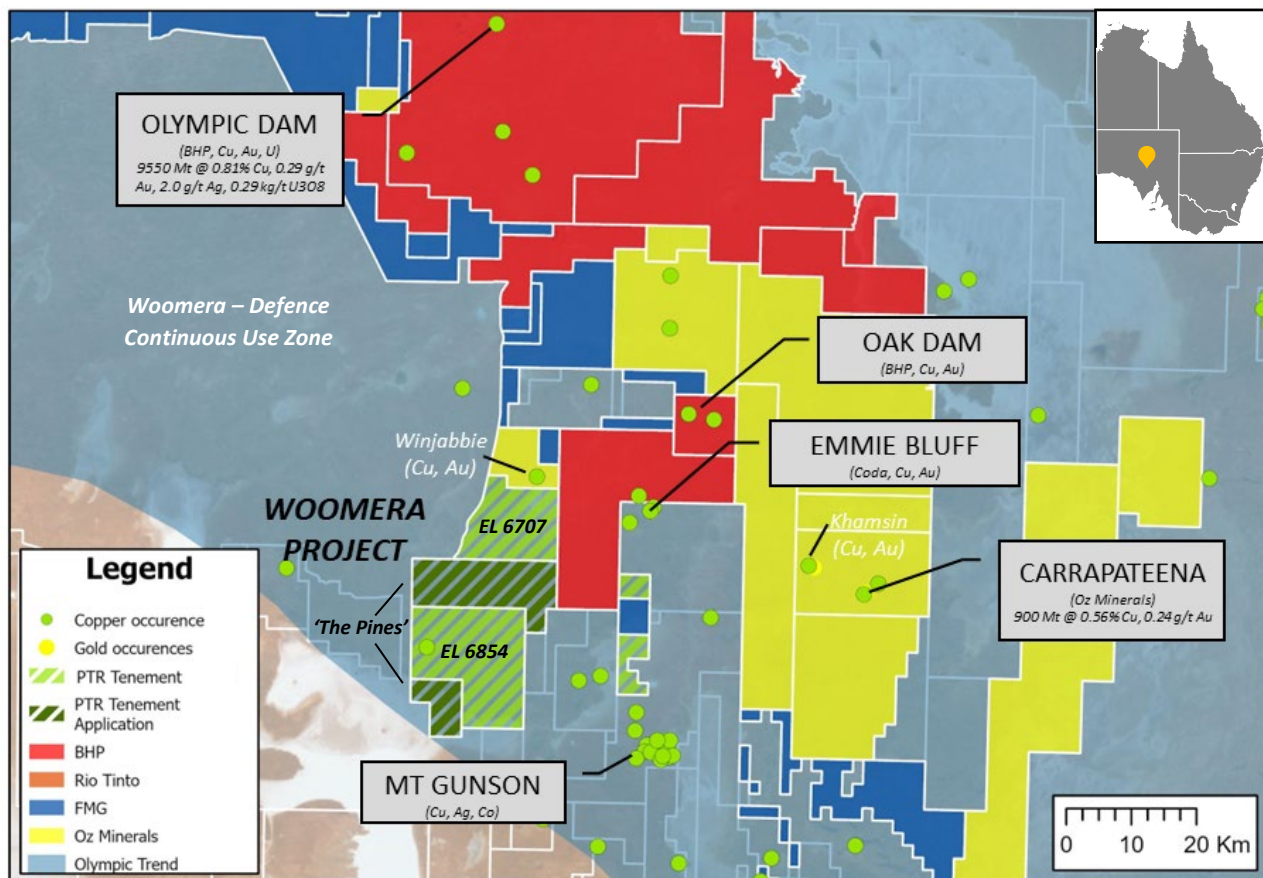 OLYMPIC DAM
(BHP, Cu, Au, U)
9550 Mt @ 0.81% Cu, 0.29 g/t
Au, 2.0 g/t Ag, 0.29 kg/t U3O8
Woomera – Defence
Continuous Use Zone
OAK DAM
(BHP, Cu, Au)
Winjabbie
(Cu, Au)
EMMIE BLUFF
(Coda, Cu, Au)
WOOMERA
PROJECT
EL 6707
Khamsin
(Cu, Au)
CARRAPATEENA
(Oz Minerals)
900 Mt @ 0.56% Cu, 0.24 g/t Au
'The Pines'
EL 6854
MT GUNSON
(Cu, Ag, Co)
Legend
Copper occurence
Gold occurences
PTR Tenement
PTR Tenement
Application
BHP
Rio Tinto
FMG
Oz Minerals
Olympic Trend
0 10 20 Km